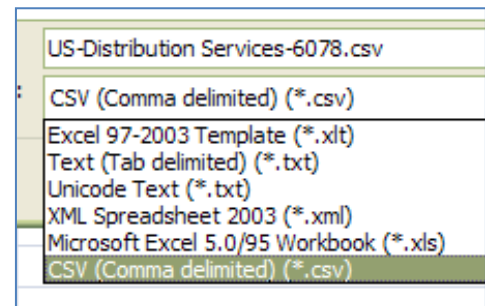 US-Distribution Services-6078.csv
: CSV (Comma delimited) (*.csv)
Excel 97-2003 Template (*.xlt)
Text (Tab delimited) (*.txt)
Unicode Text (*.txt)
XML Spreadsheet 2003 (*.xml)
Microsoft Excel 5.0/95 Workbook (*.xls)
CSV (Comma delimited) (*.csv)